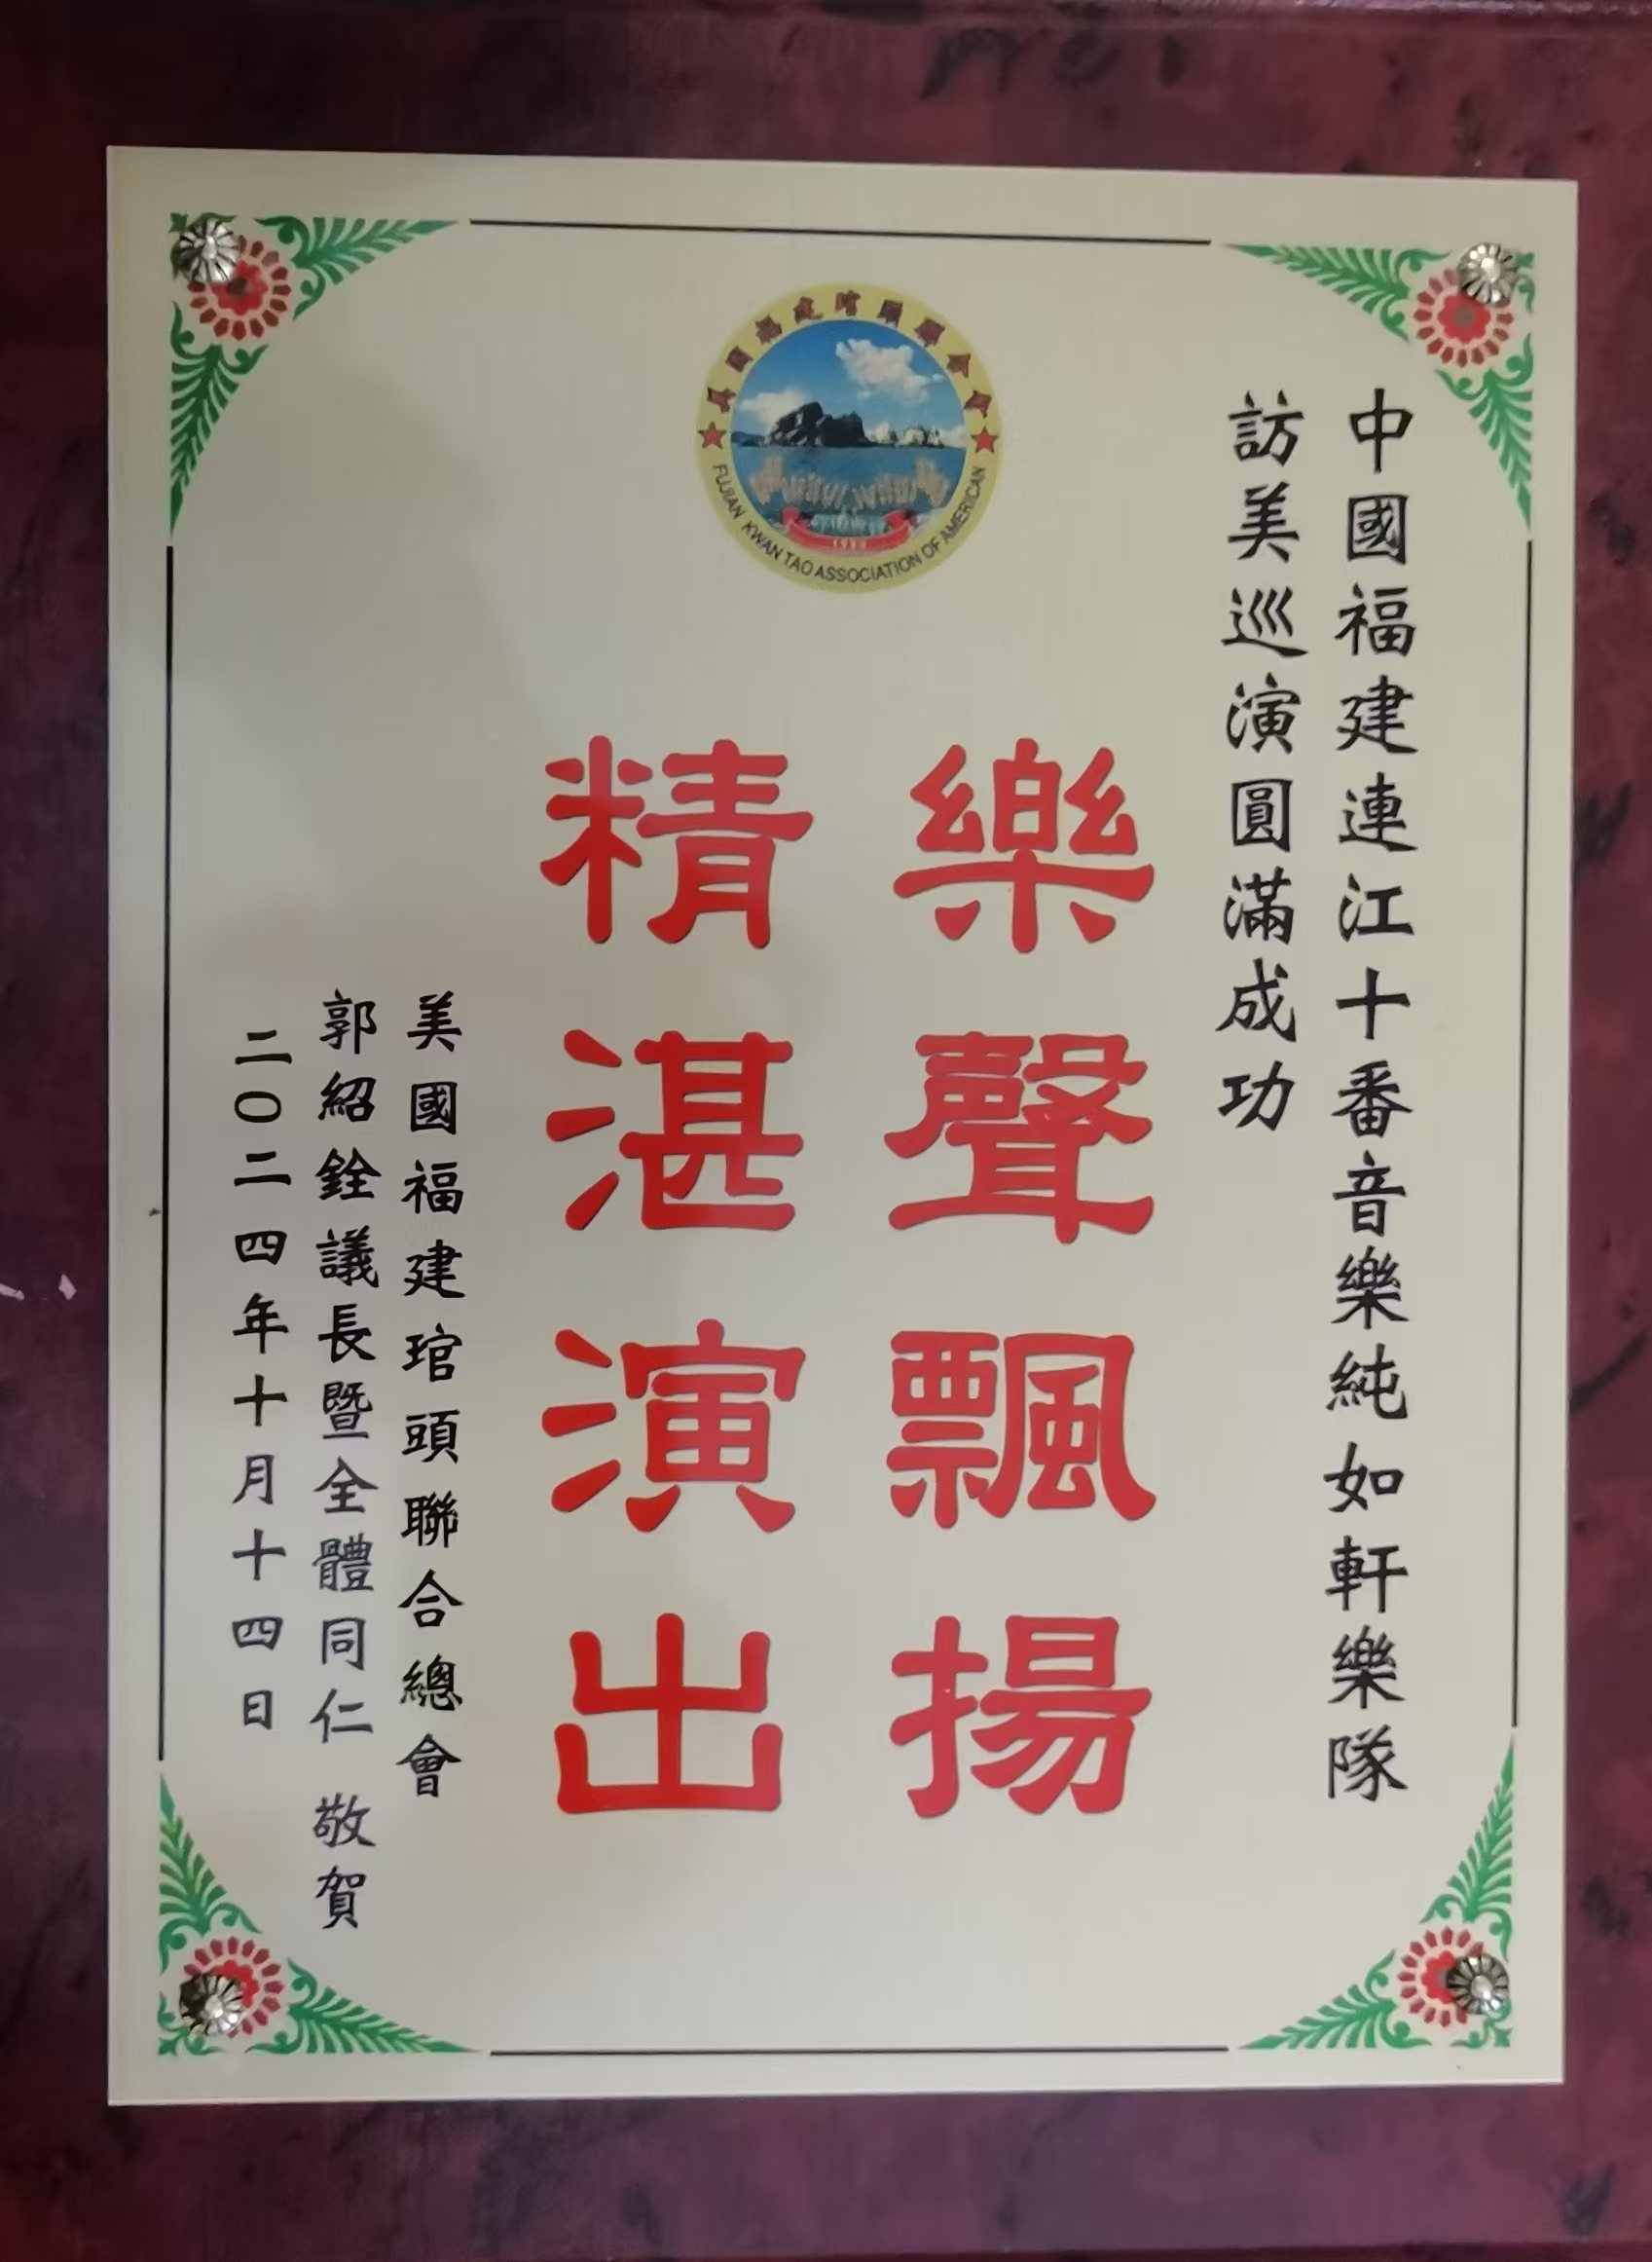 中國福建連江十番音樂純如軒樂隊
訪美巡演圓滿成功
樂聲飄揚
精湛演出
美國福建琯頭聯合總會
郭紹銓議長暨全體同仁 敬賀
二〇二四年十月十四日
FUJIAN KWAN TAO ASSOCIATION OF AMERICAN